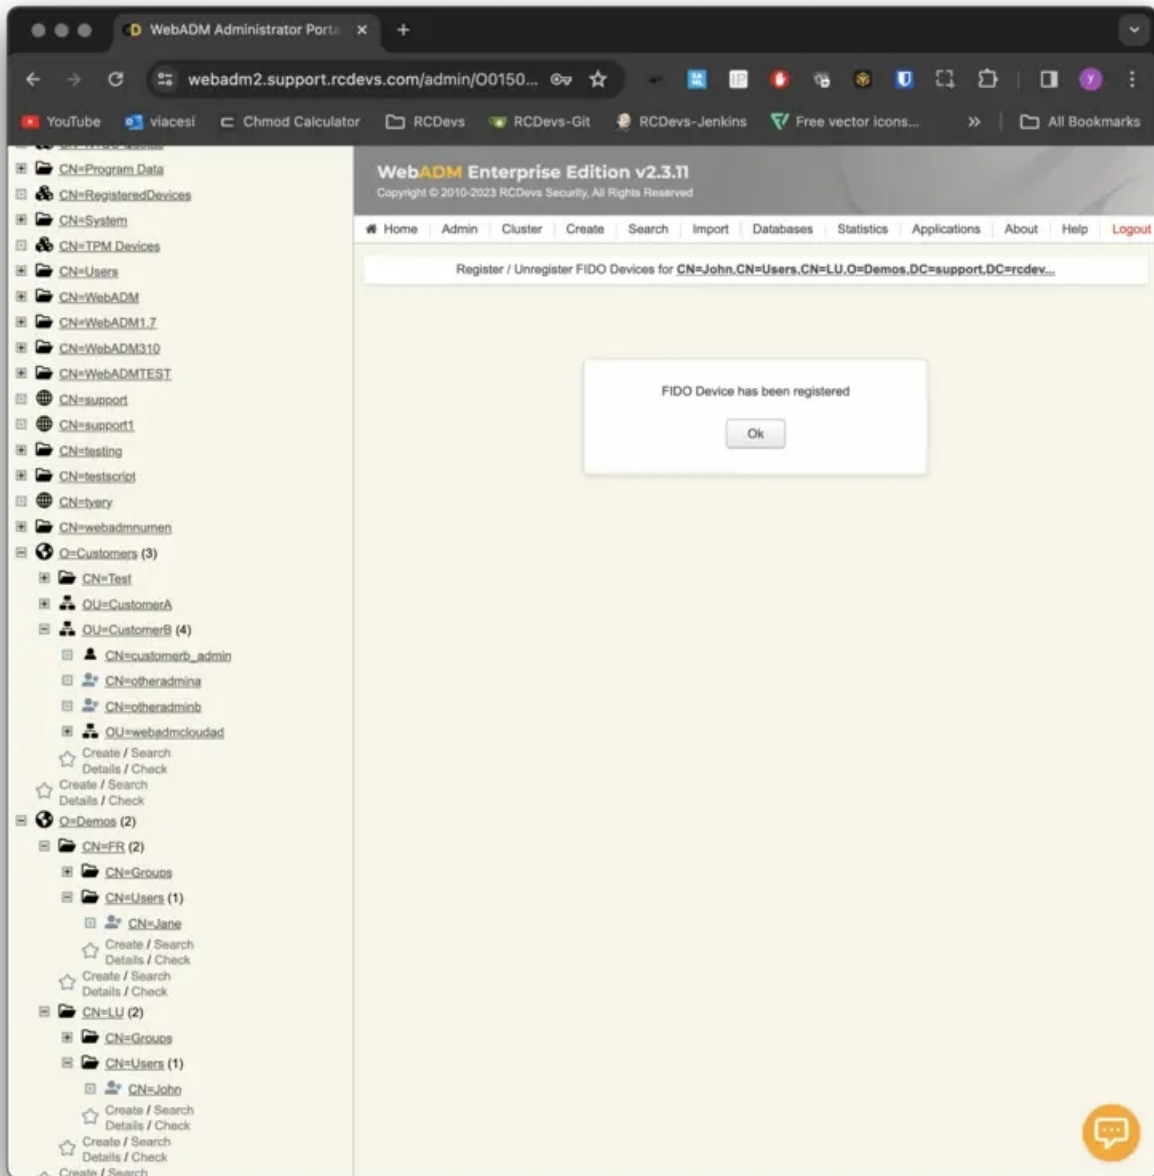 WebADM Administrator Porta
webadm2.support.rcdevs.com/admin/O0150...
YouTube
viacesi
Chmod Calculator
RCDevs
RCDevs-Git
RCDevs-Jenkins
Free vector icons...
»
All Bookmarks
CN=Program Data
CN=RegisteredDevices
CN=System
CN=TPM Devices
CN=Users
CN=WebADM
CN=WebADM1.7
CN=WebADM310
CN=WebADMTEST
CN=support
CN=support1
CN=testing
CN=testscript
CN=tyery
CN=webadmnumen
O=Customers (3)
CN=Test
OU=CustomerA
OU=CustomerB (4)
CN=customerb_admin
CN=otheradmina
CN=otheradminb
OU=webadmcloudad
Create / Search
Details / Check
Create / Search
Details / Check
O=Demos (2)
CN=FR (2)
CN=Groups
CN=Users (1)
CN=Jane
Create / Search
Details / Check
Create / Search
Details / Check
CN=LU (2)
CN=Groups
CN=Users (1)
CN=John
Create / Search
Details / Check
Create / Search
Details / Check
Create / Search
WebADM Enterprise Edition v2.3.11
Copyright © 2010-2023 RCDevs Security, All Rights Reserved
Home Admin Cluster Create Search Import Databases Statistics Applications About Help Logout
Register / Unregister FIDO Devices for CN=John,CN=Users,CN=LU,O=Demos,DC=support,DC=rcdev...
FIDO Device has been registered
Ok